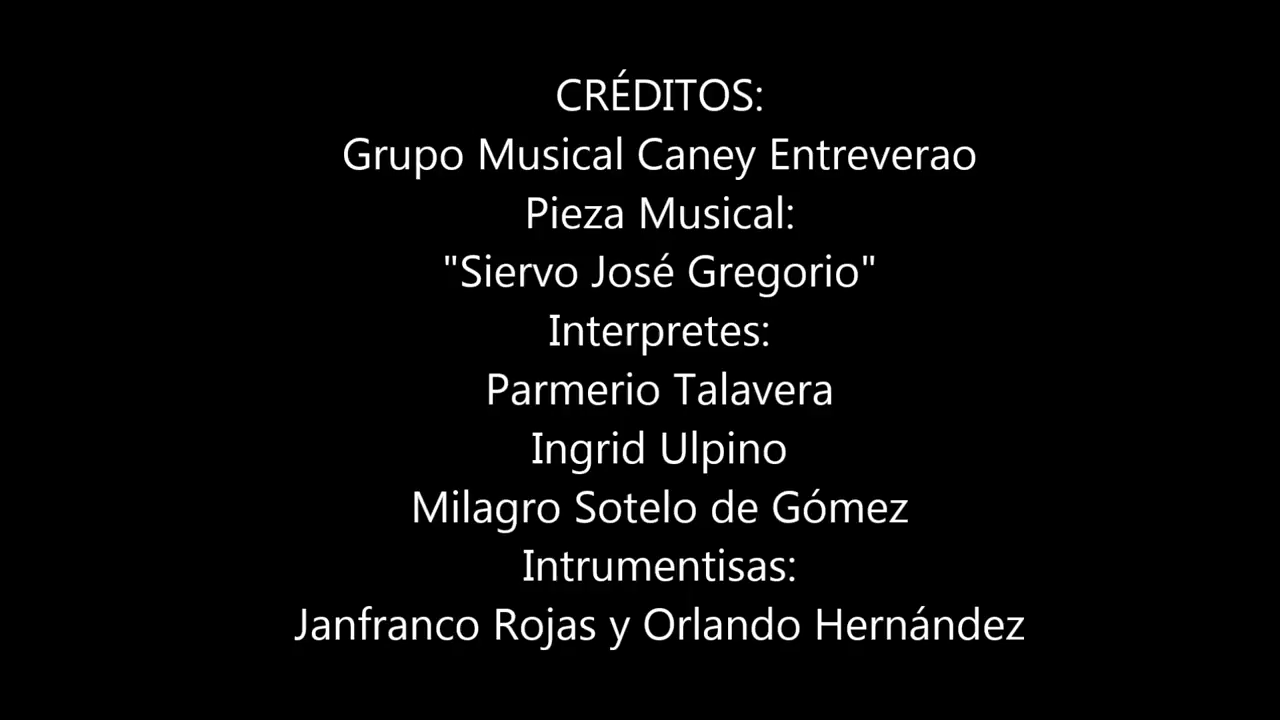 CRÉDITOS:
Grupo Musical Caney Entreverao
Pieza Musical:
"Siervo José Gregorio"
Interpretes:
Parmerio Talavera
Ingrid Ulpino
Milagro Sotelo de Gómez
Intrumentisas:
Janfranco Rojas y Orlando Hernández